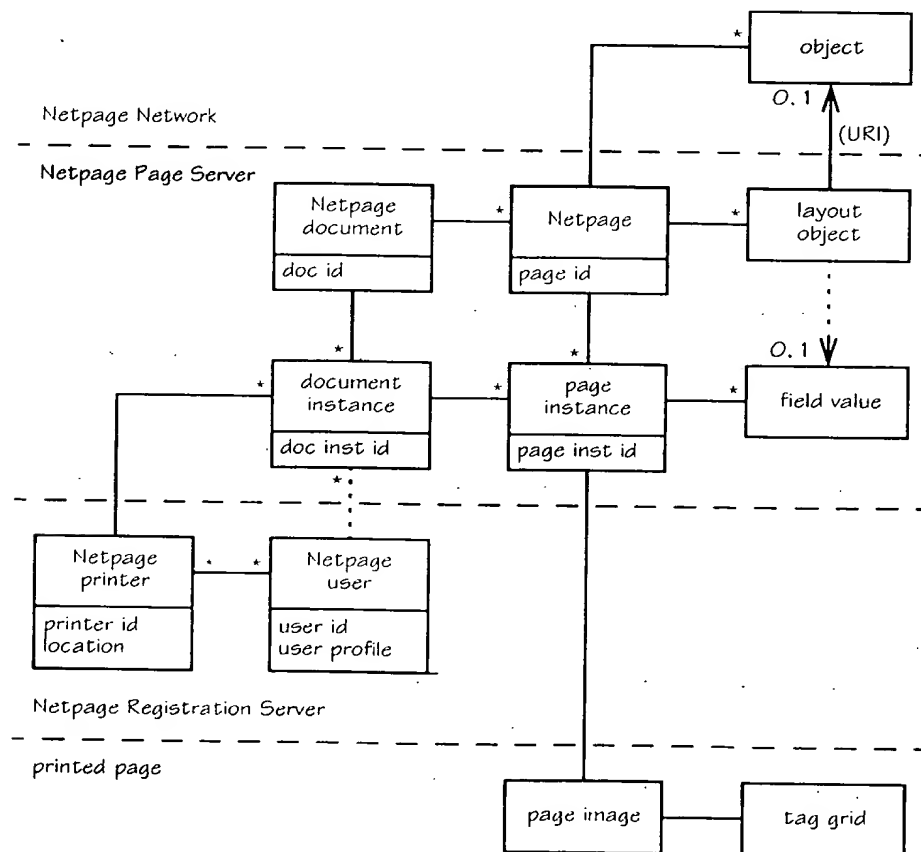 *
object
0.1
Netpage Network
(URI)
Netpage Page Server
Netpage
document
*
Netpage
*
layout
object
doc id
page id
*
*
0.1
*
document
instance
*
page
instance
*
field value
doc inst id
page inst id
*
Netpage
printer
*
*
Netpage
user
printer id
location
user id
user profile
Netpage Registration Server
printed page
page image
tag grid